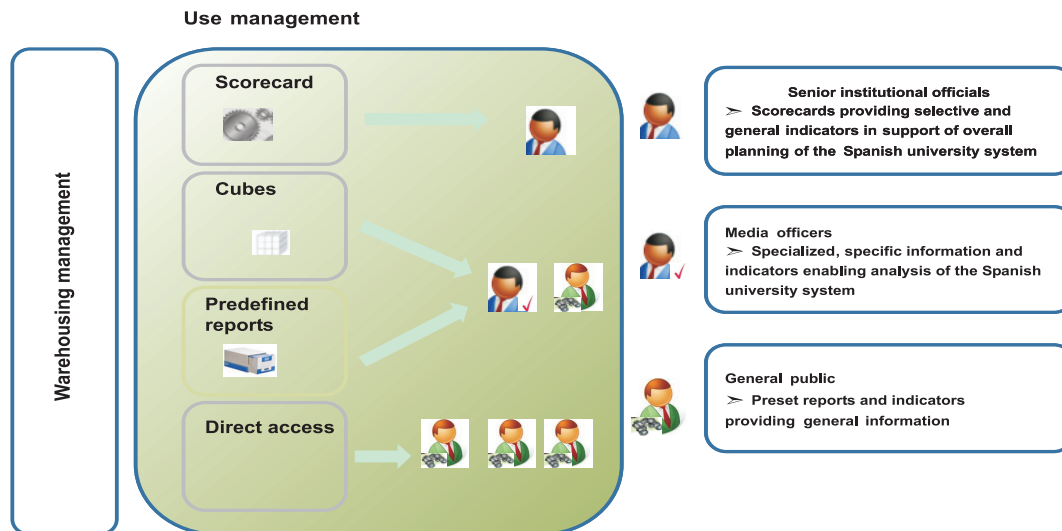 Use management
Warehousing management
Scorecard
Cubes
Predefined
reports
Direct access
Senior institutional officials
➢ Scorecards providing selective and
general indicators in support of overall
planning of the Spanish university system
Media officers
➢ Specialized, specific information and
indicators enabling analysis of the Spanish
university system
General public
➢ Preset reports and indicators
providing general information